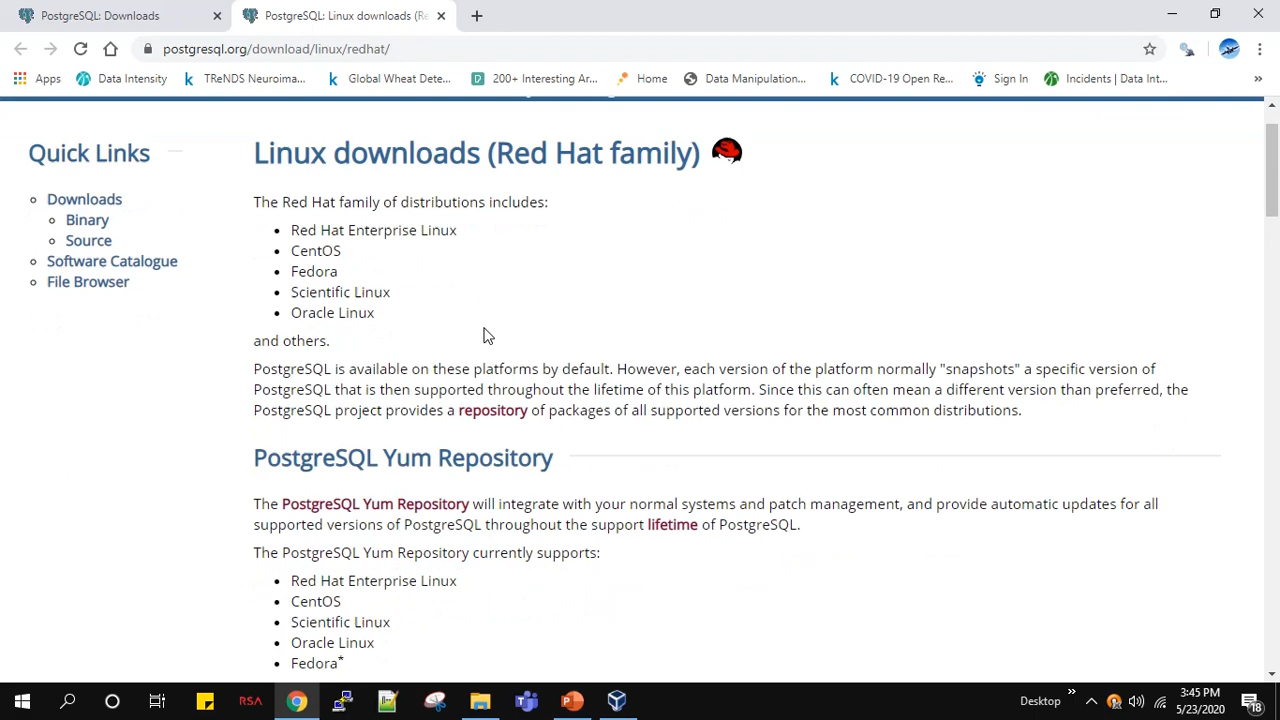 PostgreSQL: Downloads
PostgreSQL: Linux downloads (Re
postgresql.org/download/linux/redhat/
Apps
Data Intensity
TReNDS Neuroima...
Global Wheat Dete...
200+ Interesting Ar...
Home
Data Manipulation...
COVID-19 Open Re...
Sign In
Incidents | Data Int...
Quick Links
Downloads
Binary
Source
Software Catalogue
File Browser
Linux downloads (Red Hat family)
The Red Hat family of distributions includes:
Red Hat Enterprise Linux
CentOS
Fedora
Scientific Linux
Oracle Linux
and others.
PostgreSQL is available on these platforms by default. However, each version of the platform normally "snapshots" a specific version of
PostgreSQL that is then supported throughout the lifetime of this platform. Since this can often mean a different version than preferred, the
PostgreSQL project provides a repository of packages of all supported versions for the most common distributions.
PostgreSQL Yum Repository
The PostgreSQL Yum Repository will integrate with your normal systems and patch management, and provide automatic updates for all
supported versions of PostgreSQL throughout the support lifetime of PostgreSQL.
The PostgreSQL Yum Repository currently supports:
Red Hat Enterprise Linux
CentOS
Scientific Linux
Oracle Linux
Fedora*
RSA
Desktop
3:45 PM
5/23/2020
18